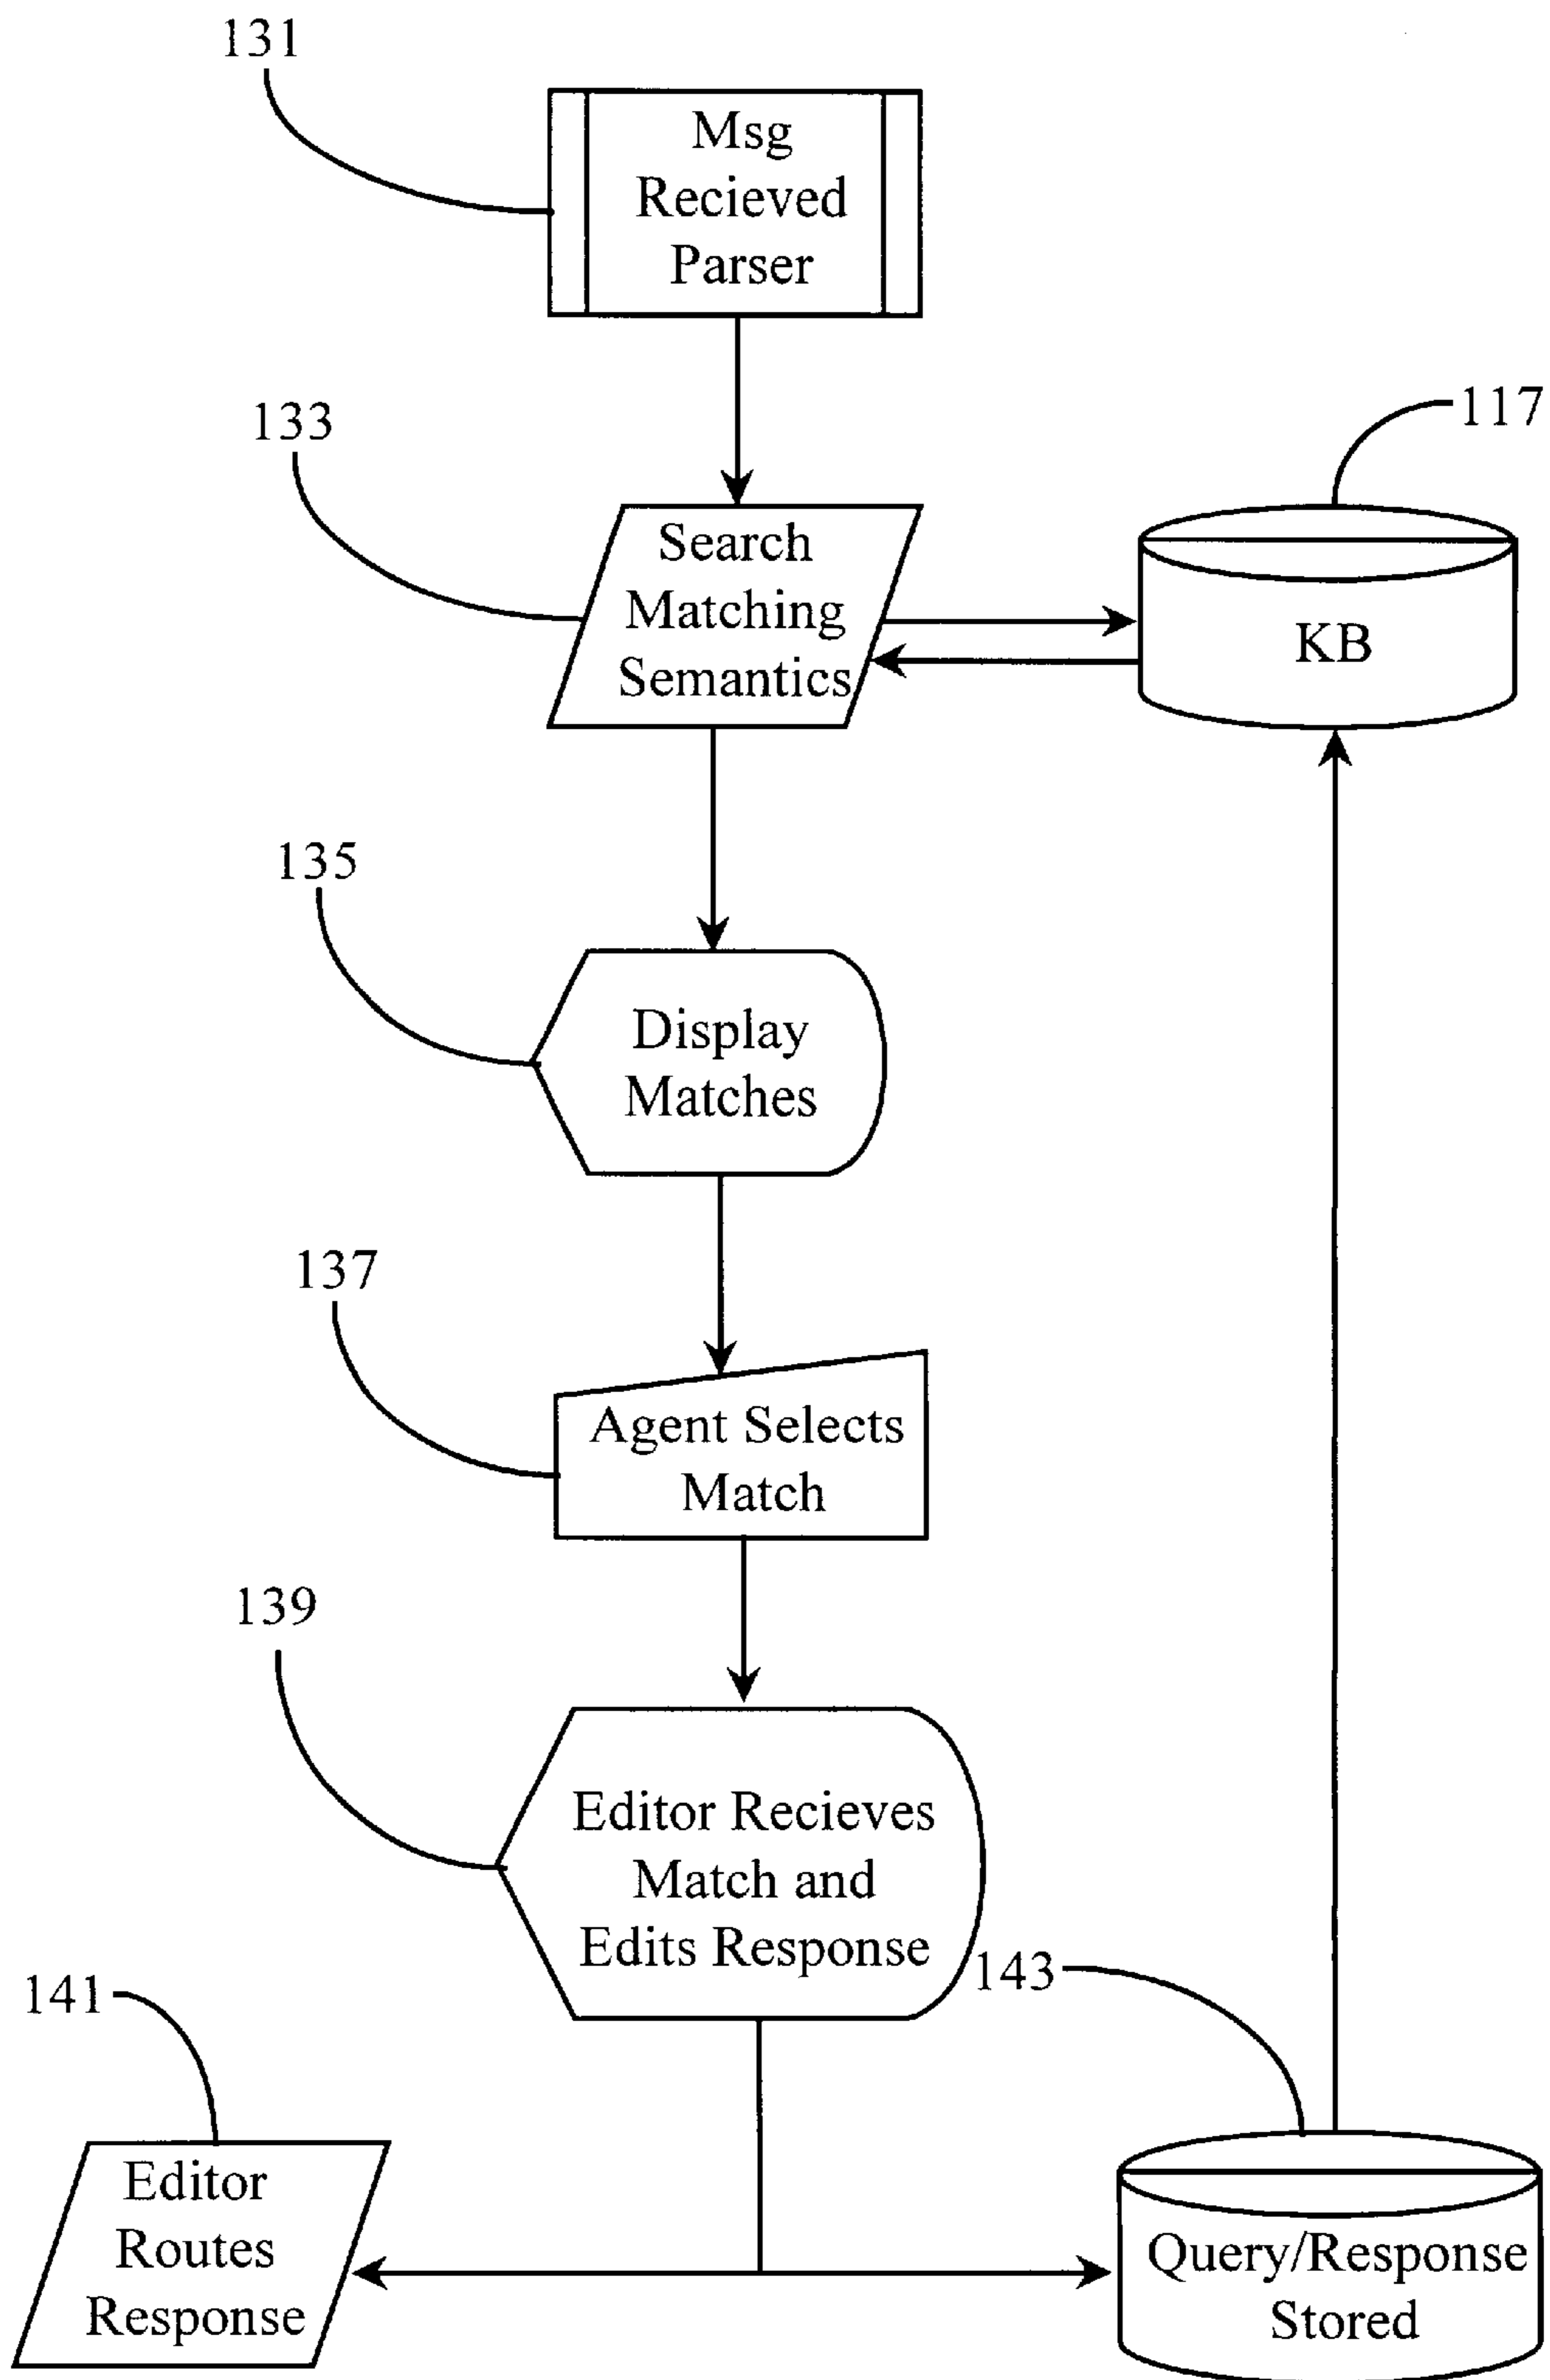 131
Msg
Recieved
Parser
133
117
Search
Matching
Semantics
KB
135
Display
Matches
137
Agent Selects
Match
139
Editor Recieves
Match and
Edits Response
141
143
Editor
Routes
Response
Query/Response
Stored